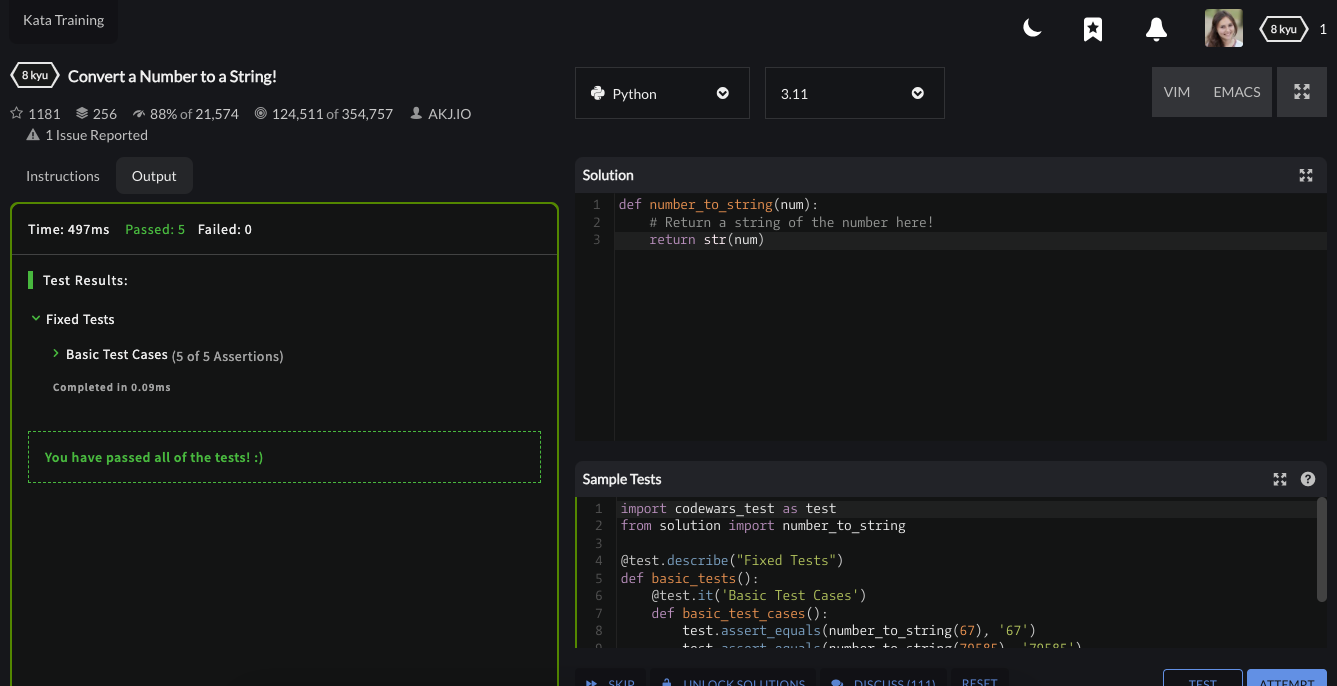 Kata Training
8 kyu
1
8 kyu
Convert a Number to a String!
1181
256
88% of 21,574
124,511 of 354,757
AKJ.IO
1 Issue Reported
Python
3.11
VIM
EMACS
Instructions
Output
Time: 497ms
Passed: 5
Failed: 0
Test Results:
Fixed Tests
Basic Test Cases (5 of 5 Assertions)
Completed in 0.09ms
You have passed all of the tests! :)
Solution
1 def number_to_string(num):
2     # Return a string of the number here!
3     return str(num)
Sample Tests
1 import codewars_test as test
2 from solution import number_to_string
3
4 @test.describe("Fixed Tests")
5 def basic_tests():
6     @test.it('Basic Test Cases')
7     def basic_test_cases():
8         test.assert_equals(number_to_string(67), '67')
9         test.assert_equals(number_to_string(79585), '79585')
SKIP
UNLOCK SOLUTIONS
DISCUSS (111)
RESET
TEST
ATTEMPT